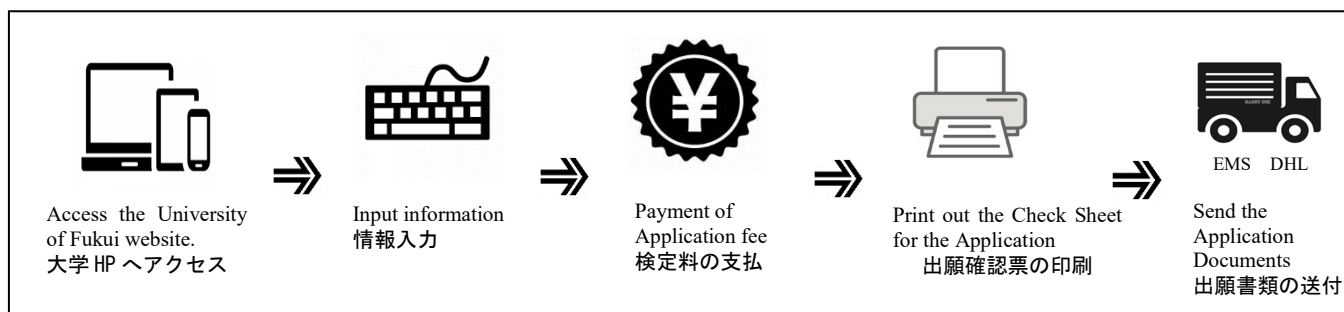 EMS DHL
Access the University
of Fukui website.
大学 HP へアクセス
Input information
情報入力
Payment of
Application fee
検定料の支払
Print out the Check Sheet
for the Application
出願確認票の印刷
Send the
Application
Documents
出願書類の送付